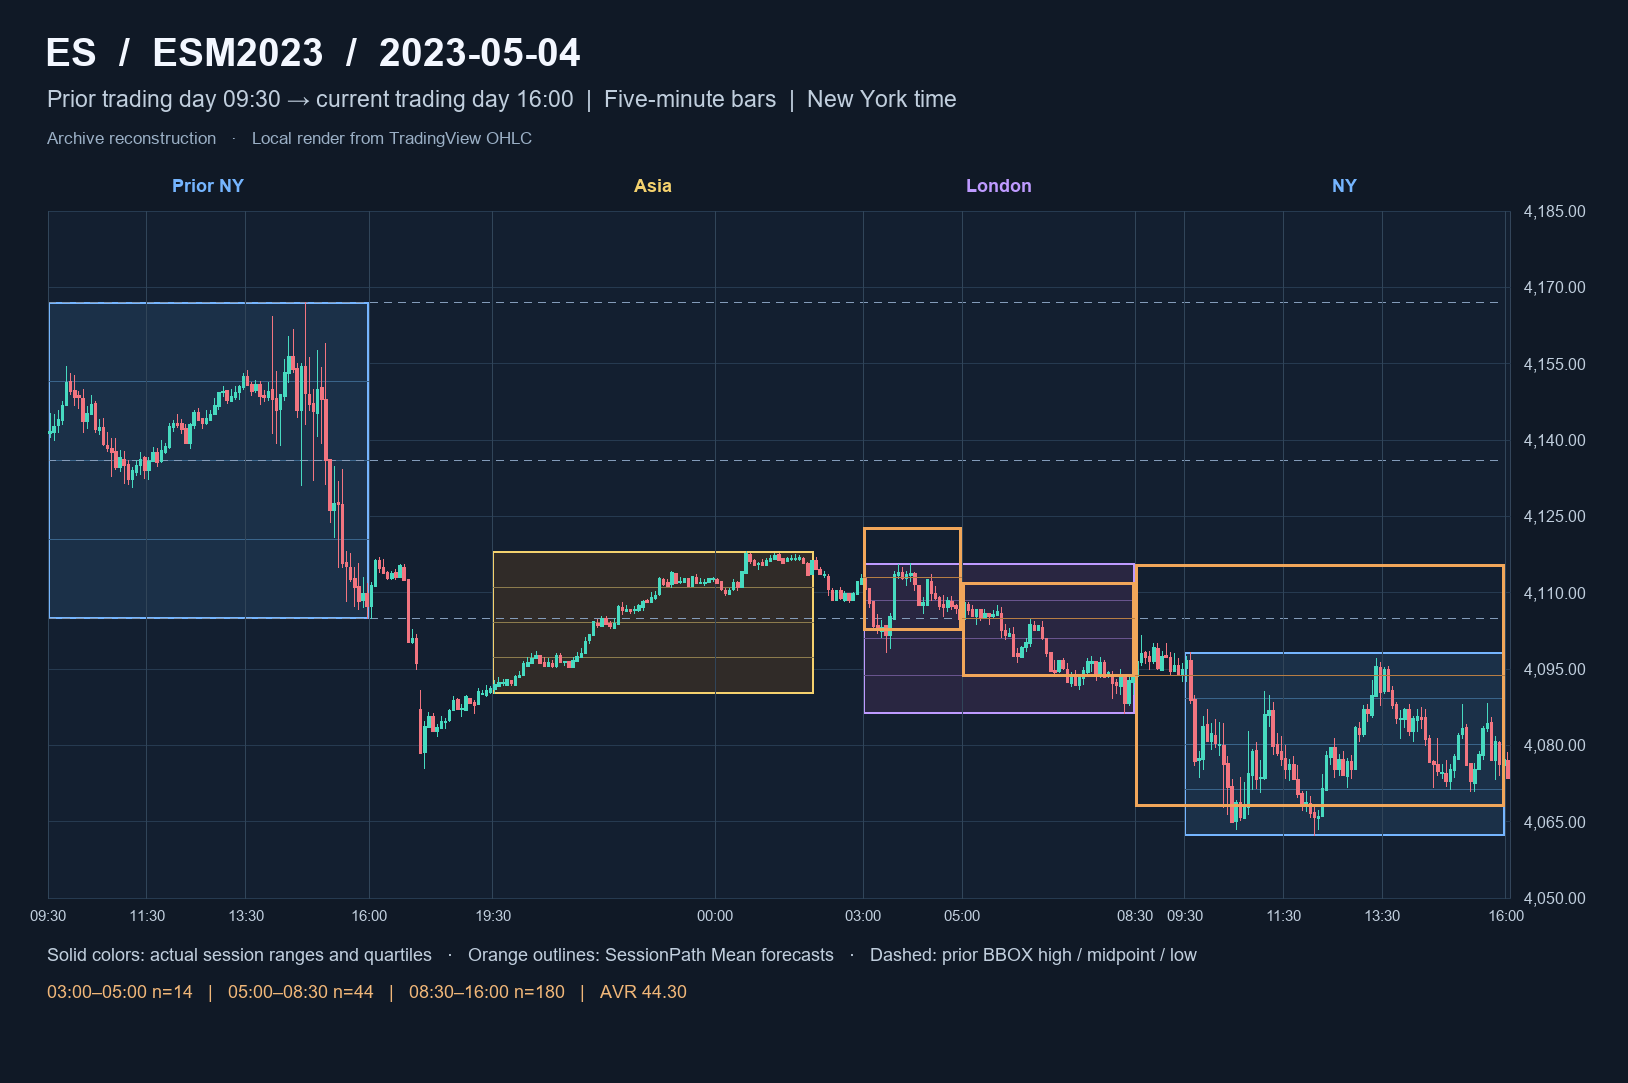 ES / ESM2023 / 2023-05-04
Prior trading day 09:30 → current trading day 16:00 | Five-minute bars | New York time
Archive reconstruction · Local render from TradingView OHLC
Prior NY Asia London NY
4,185.00
4,170.00
4,155.00
4,140.00
4,125.00
4,110.00
4,095.00
4,080.00
4,065.00
4,050.00
09:30 11:30 13:30 16:00 19:30 00:00 03:00 05:00 08:30 09:30 11:30 13:30 16:00
Solid colors: actual session ranges and quartiles · Orange outlines: SessionPath Mean forecasts · Dashed: prior BBOX high / midpoint / low
03:00–05:00 n=14 | 05:00–08:30 n=44 | 08:30–16:00 n=180 | AVR 44.30